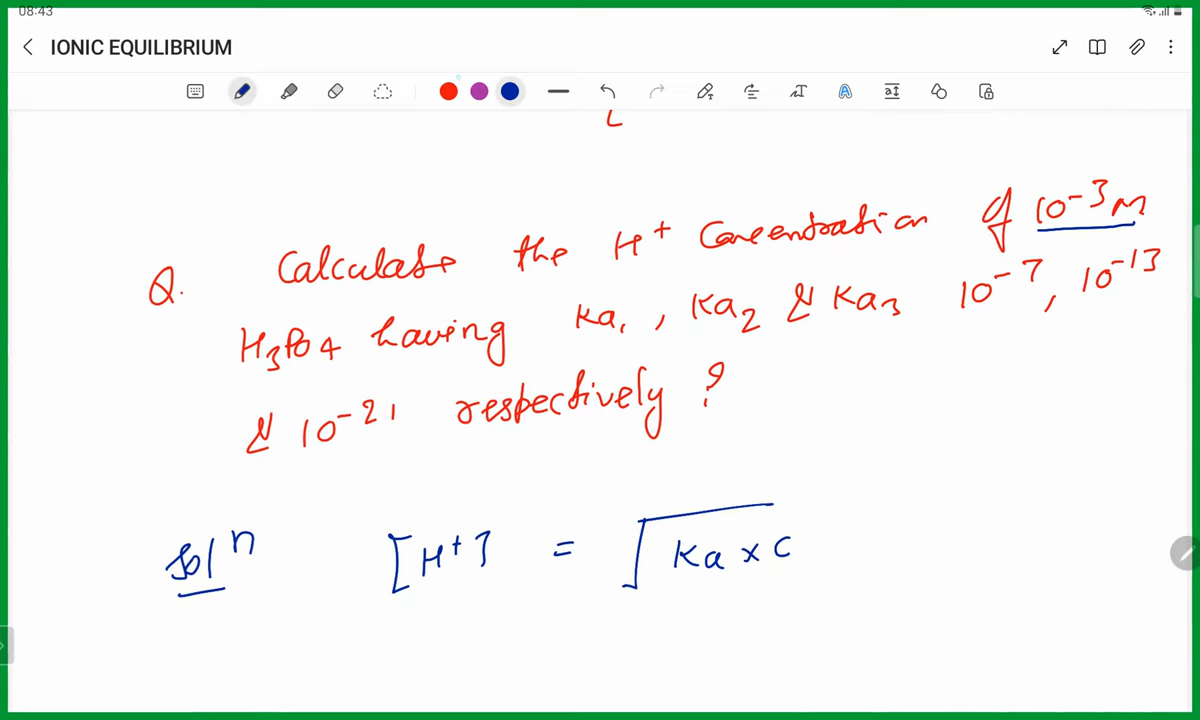 08:43
IONIC EQUILIBRIUM
Q. Calculate the H+ Concentration of 10-3 M
H3PO4 having Ka1, Ka2 & Ka3 10-7, 10-13
& 10-21 respectively?
Soln [H+] = √Ka × C